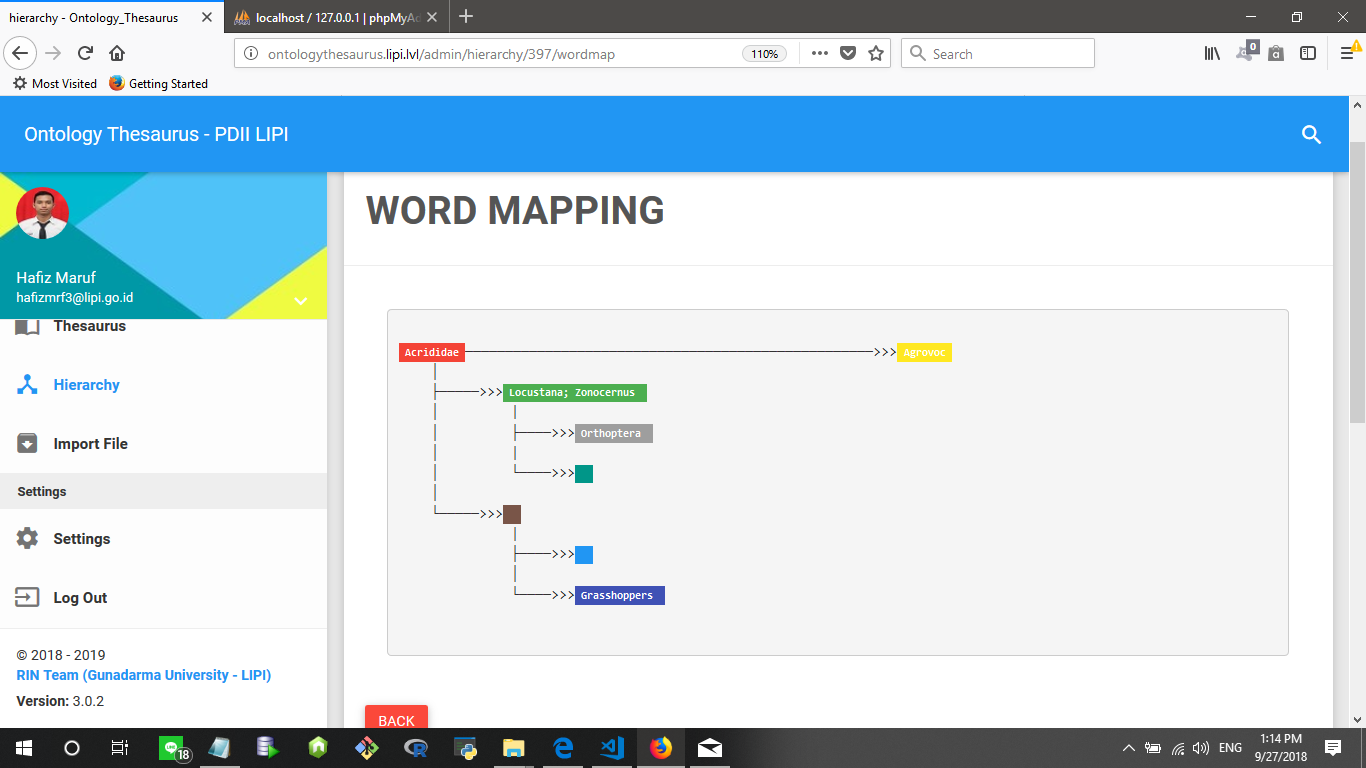 hierarchy - Ontology_Thesaurus
localhost / 127.0.0.1 | phpMyAd
ontologythesaurus.lipi.lvl/admin/hierarchy/397/wordmap
110%
Search
0
Most Visited
Getting Started
Ontology Thesaurus - PDII LIPI
Hafiz Maruf
hafizmrf3@lipi.go.id
Thesaurus
Hierarchy
Import File
Settings
Settings
Log Out
© 2018 - 2019
RIN Team (Gunadarma University - LIPI)
Version: 3.0.2
WORD MAPPING
Acrididae >>> Agrovoc
>>> Locustana; Zonocernus
>>> Orthoptera
>>>
>>>
>>>
>>> Grasshoppers
BACK
18
ENG
1:14 PM
9/27/2018